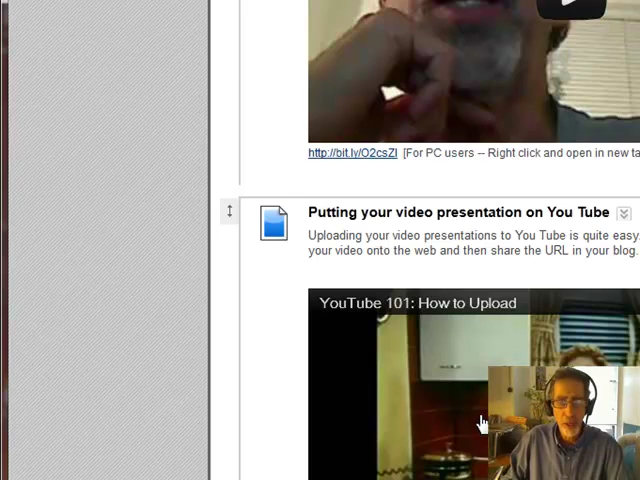 http://bit.ly/O2csZI [For PC users -- Right click and open in new ta
Putting your video presentation on You Tube
Uploading your video presentations to You Tube is quite easy.
your video onto the web and then share the URL in your blog.
YouTube 101: How to Upload